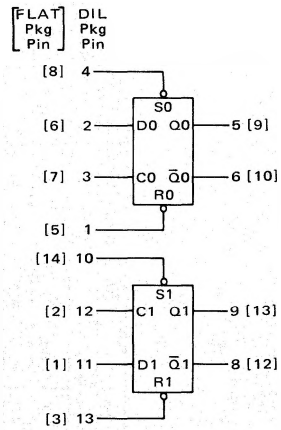 [FLAT] DIL
[Pkg] Pkg
[Pin] Pin
[8] 4
S0
[6] 2 D0 Q0 5 [9]
[7] 3 C0 Q̅0 6 [10]
R0
[5] 1
[14] 10
S1
[2] 12 C1 Q1 9 [13]
[1] 11 D1 Q̅1 8 [12]
R1
[3] 13